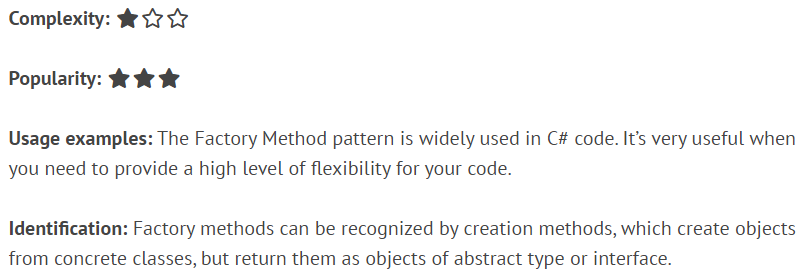 Complexity: ★☆☆
Popularity: ★★★
Usage examples: The Factory Method pattern is widely used in C# code. It’s very useful when
you need to provide a high level of flexibility for your code.
Identification: Factory methods can be recognized by creation methods, which create objects
from concrete classes, but return them as objects of abstract type or interface.